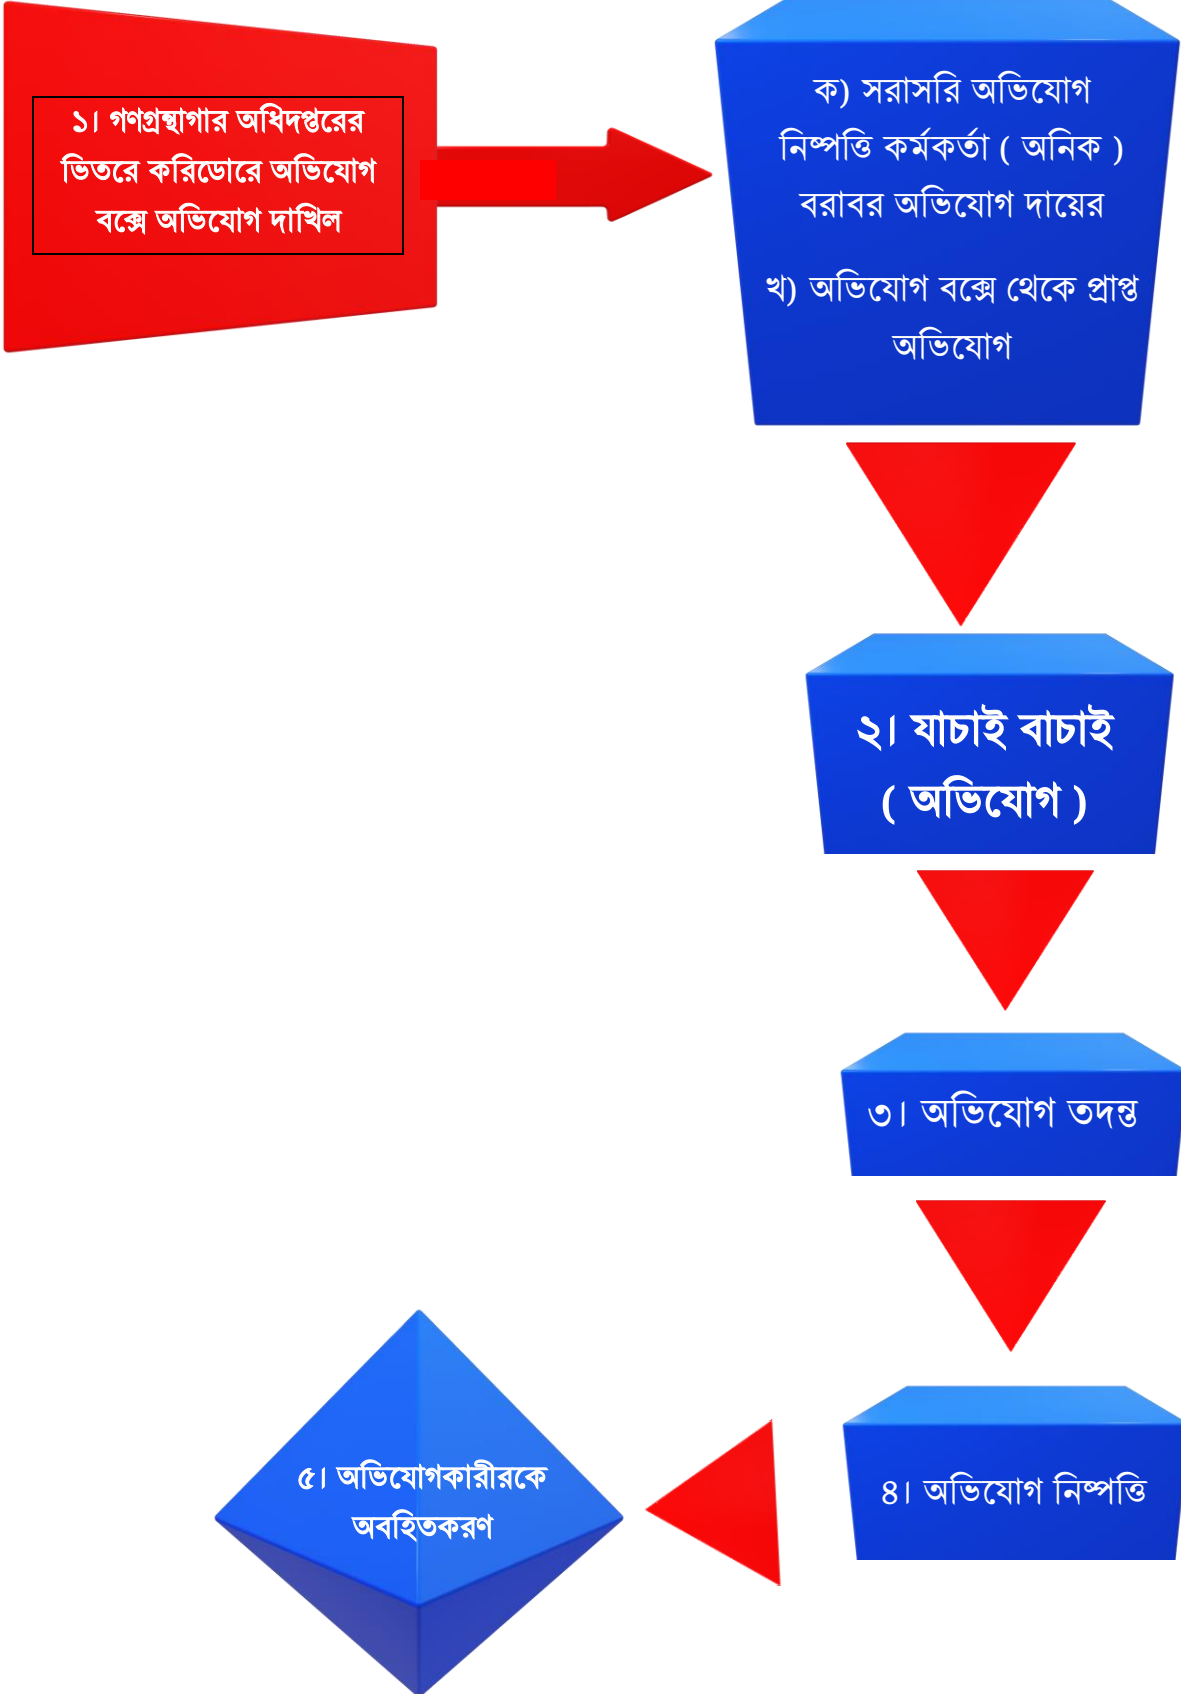 ১। গণগ্রন্থাগার অধিদপ্তরের
ভিতরে করিডোরে অভিযোগ
বক্সে অভিযোগ দাখিল
ক) সরাসরি অভিযোগ
নিষ্পত্তি কর্মকর্তা ( অনিক )
বরাবর অভিযোগ দায়ের
খ) অভিযোগ বক্সে থেকে প্রাপ্ত
অভিযোগ
২। যাচাই বাচাই
( অভিযোগ )
৩। অভিযোগ তদন্ত
৪। অভিযোগ নিষ্পত্তি
৫। অভিযোগকারীরকে
অবহিতকরণ